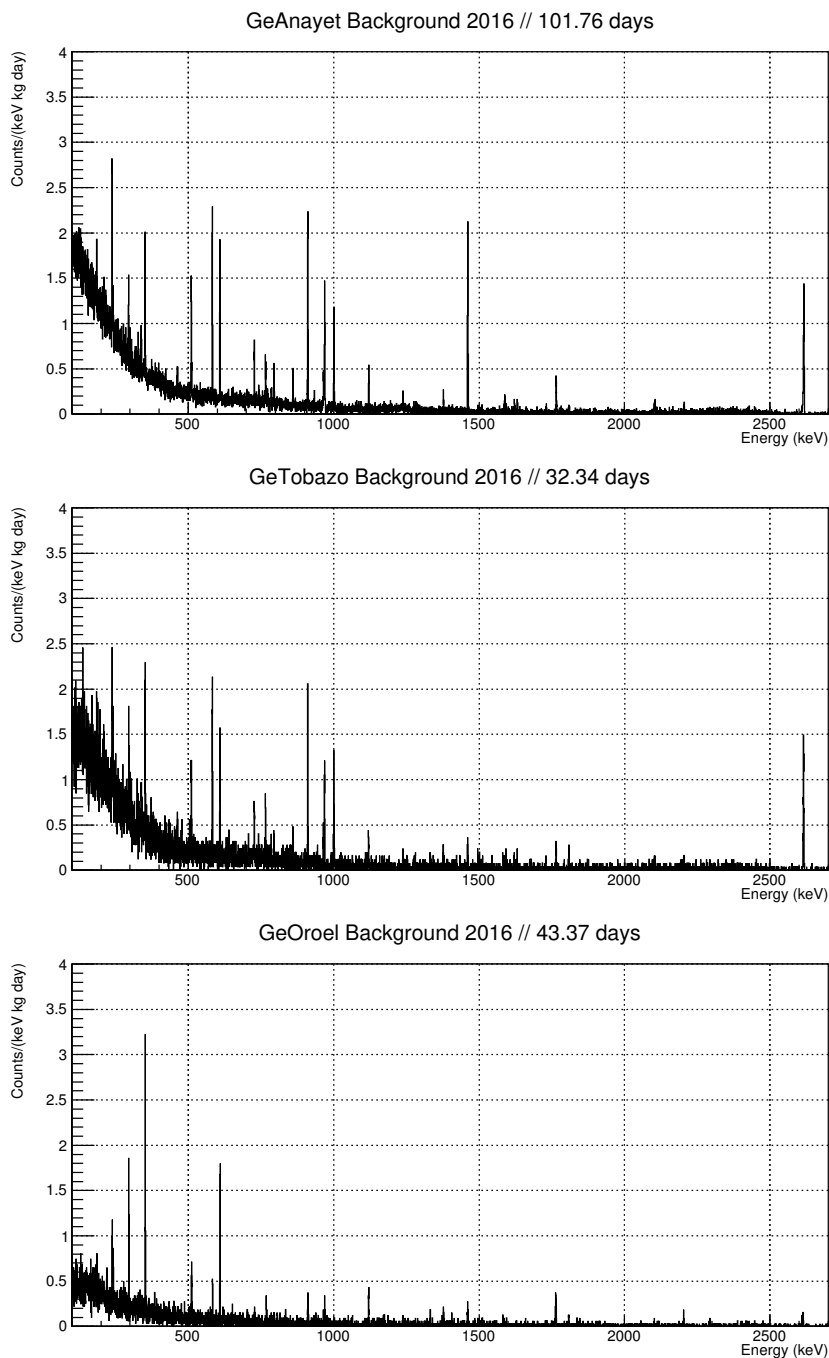 GeAnayet Background 2016 // 101.76 days
Counts/(keV kg day)
4
3.5
3
2.5
2
1.5
1
0.5
0
500 1000 1500 2000 2500
Energy (keV)
GeTobazo Background 2016 // 32.34 days
Counts/(keV kg day)
4
3.5
3
2.5
2
1.5
1
0.5
0
500 1000 1500 2000 2500
Energy (keV)
GeOroel Background 2016 // 43.37 days
Counts/(keV kg day)
4
3.5
3
2.5
2
1.5
1
0.5
0
500 1000 1500 2000 2500
Energy (keV)